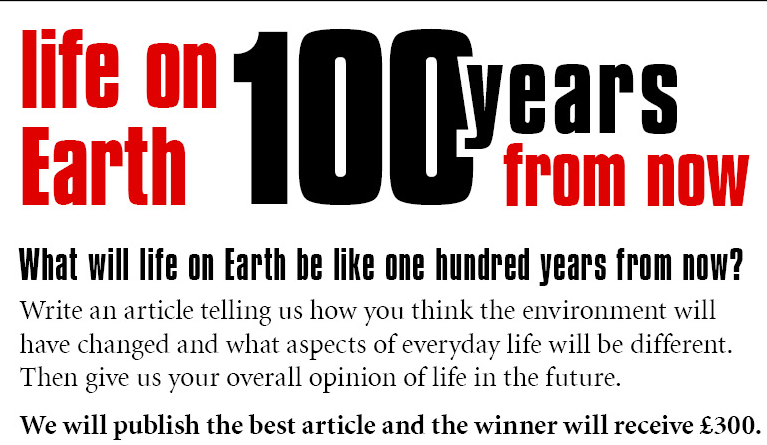 life on
Earth
100 years
from now
What will life on Earth be like one hundred years from now?
Write an article telling us how you think the environment will
have changed and what aspects of everyday life will be different.
Then give us your overall opinion of life in the future.
We will publish the best article and the winner will receive £300.